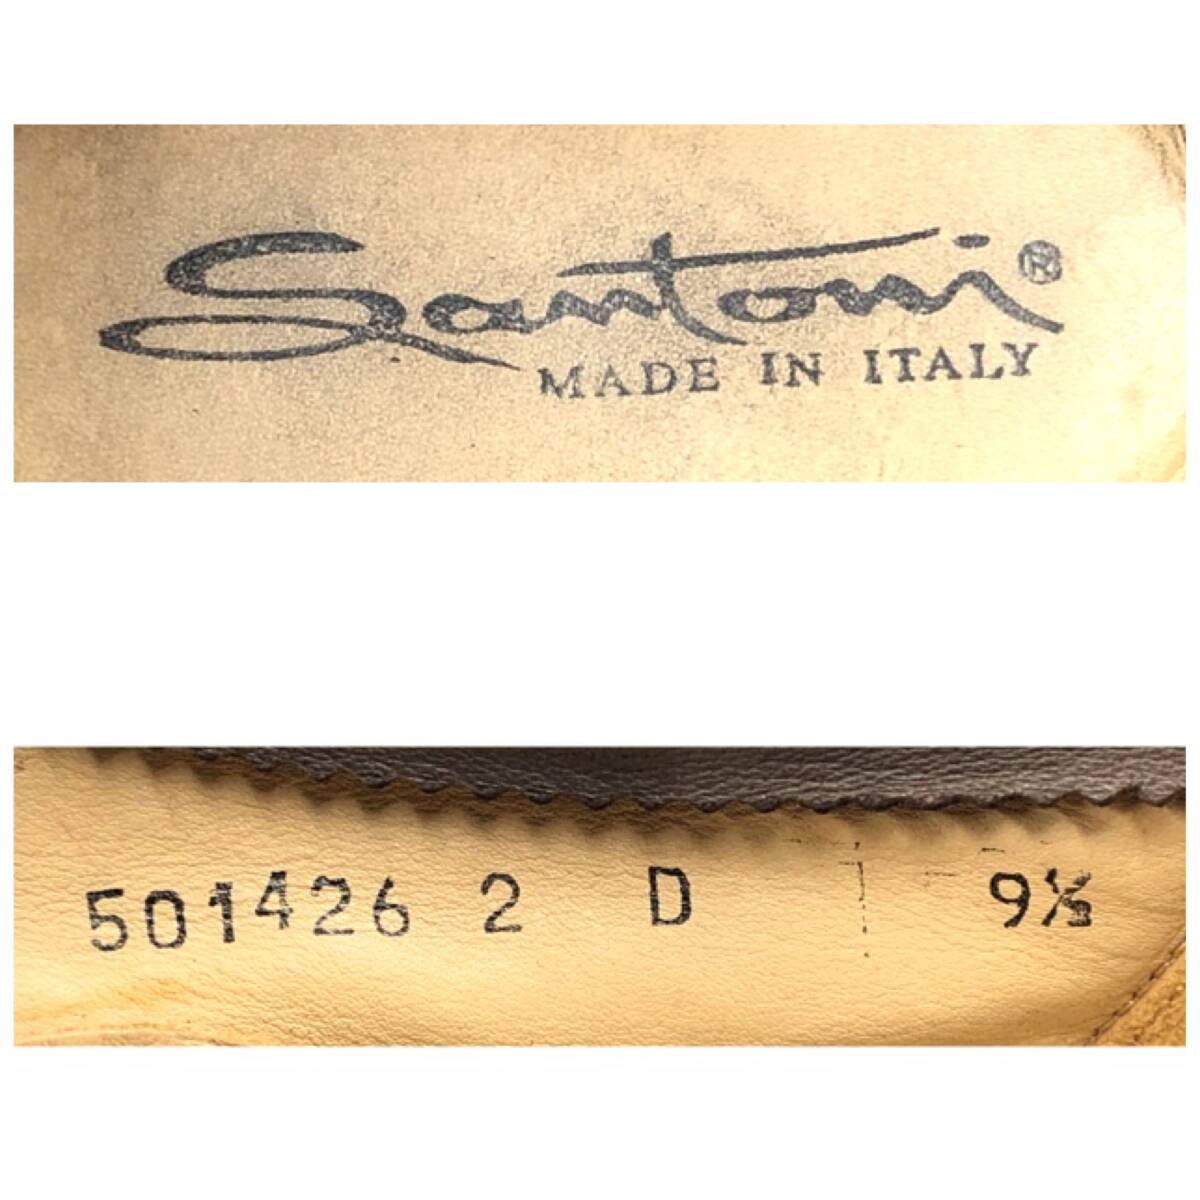 Santoni®
MADE IN ITALY
501426 2 D 9½